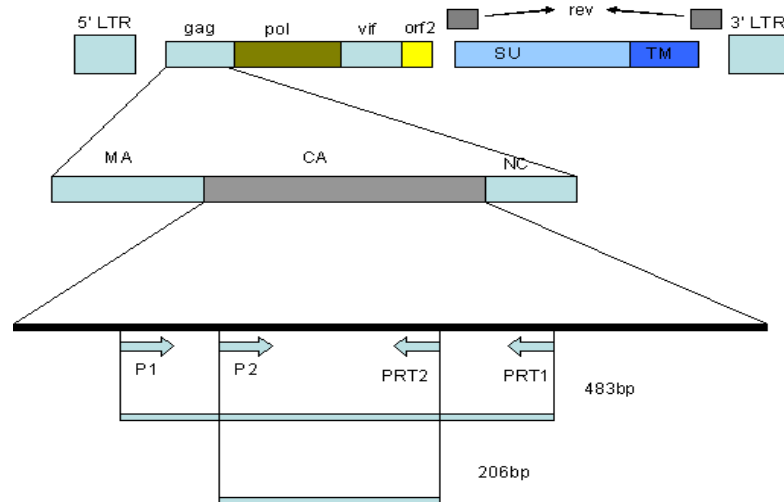 5' LTR gag pol vif orf2 rev 3' LTR
SU TM
MA CA NC
P1 P2 PRT2 PRT1
483bp
206bp